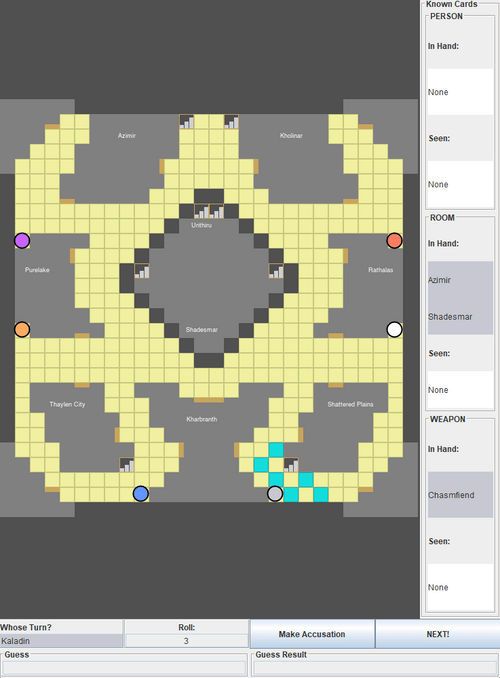 Known Cards
PERSON
In Hand:
None
Seen:
None
ROOM
In Hand:
Azimir
Shadesmar
Seen:
None
WEAPON
In Hand:
Chasmfiend
Seen:
None
Azimir
Kholinar
Urithiru
Purelake
Rathalas
Shadesmar
Thaylen City
Shattered Plains
Kharbranth
Whose Turn?
Kaladin
Roll:
3
Make Accusation
NEXT!
Guess
Guess Result